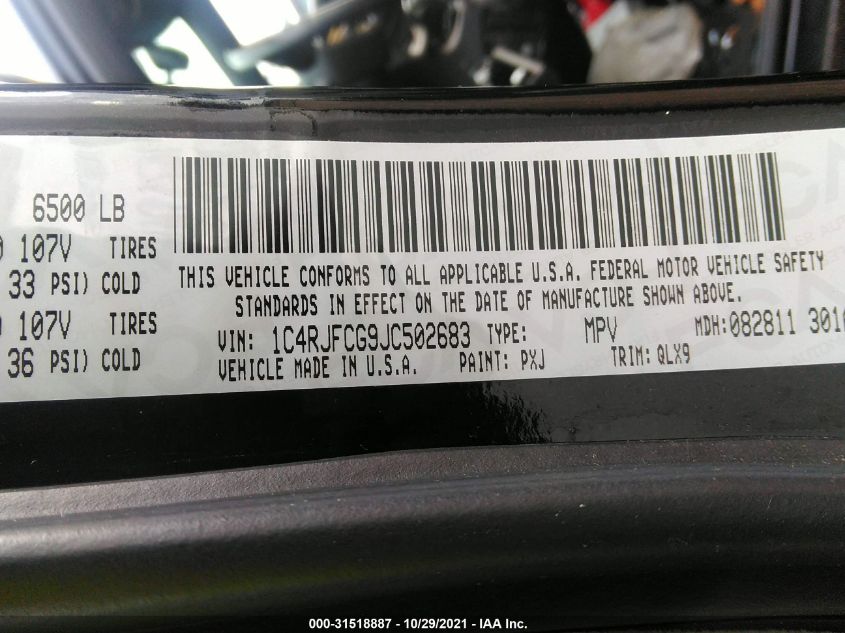 6500 LB
107V TIRES
33 PSI) COLD
107V TIRES
36 PSI) COLD
THIS VEHICLE CONFORMS TO ALL APPLICABLE U.S.A. FEDERAL MOTOR VEHICLE SAFETY
STANDARDS IN EFFECT ON THE DATE OF MANUFACTURE SHOWN ABOVE.
VIN: 1C4RJFCG9JC502683 TYPE: MPV MDH:082811 301
VEHICLE MADE IN U.S.A. PAINT: PXJ TRIM: QLX9
000-31518887 - 10/29/2021 - IAA Inc.